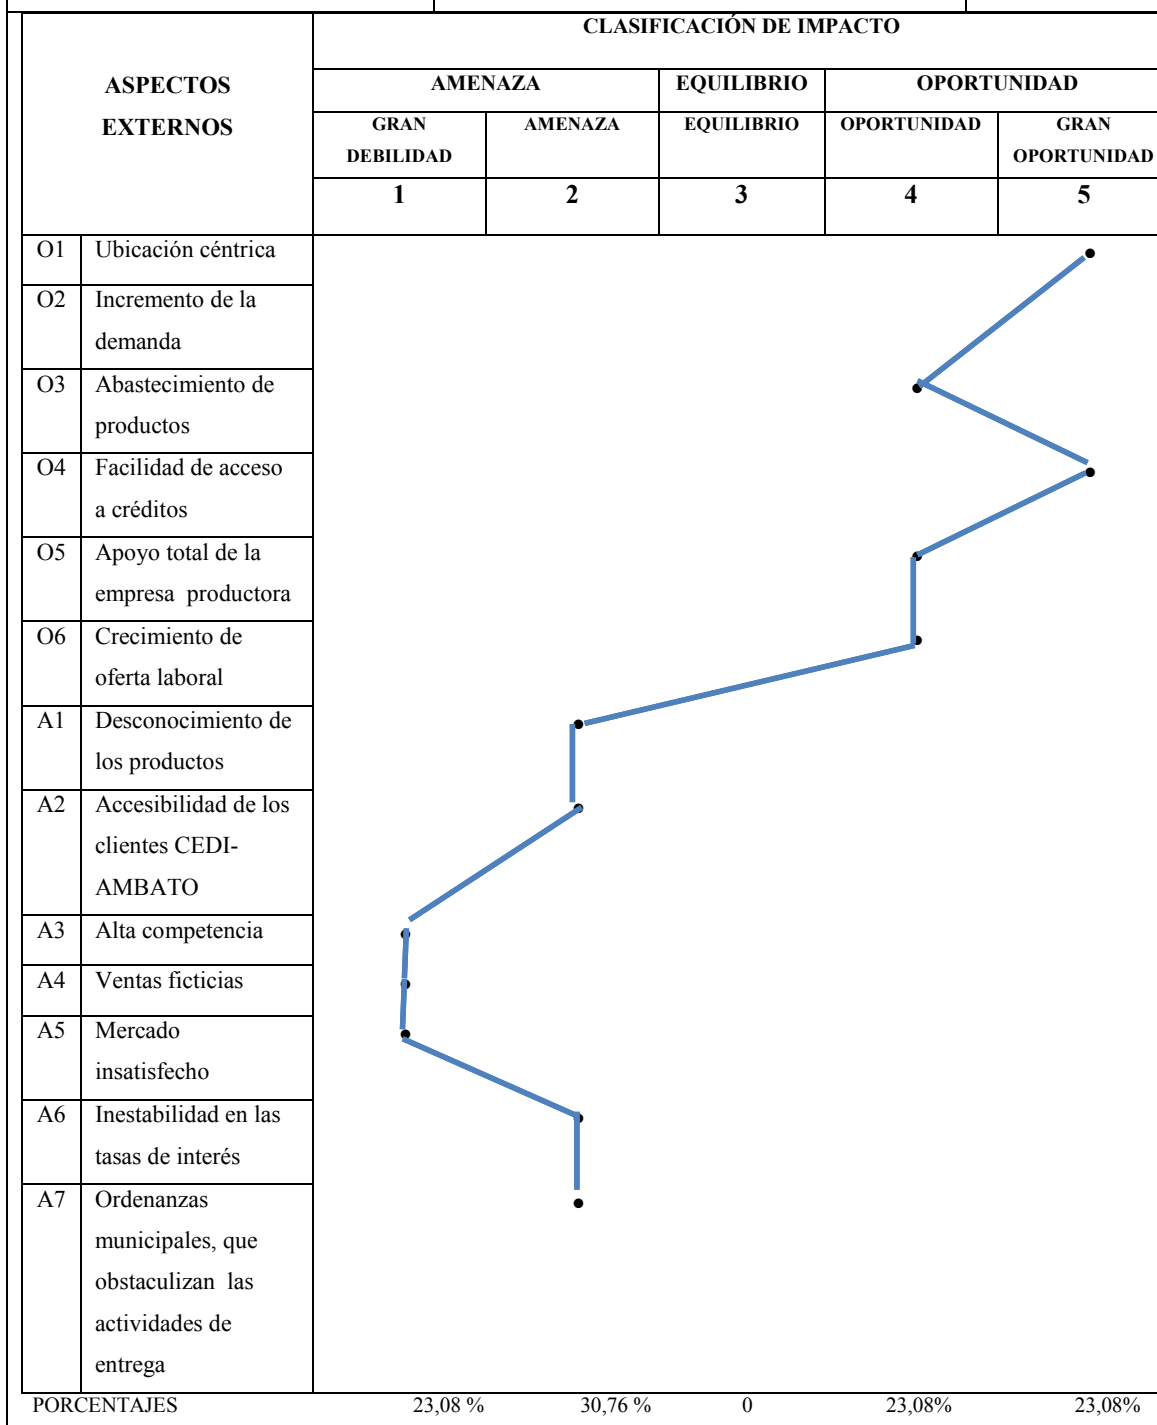 CLASIFICACIÓN DE IMPACTO
ASPECTOS
EXTERNOS
AMENAZA
EQUILIBRIO
OPORTUNIDAD
GRAN
DEBILIDAD
AMENAZA
EQUILIBRIO
OPORTUNIDAD
GRAN
OPORTUNIDAD
1
2
3
4
5
O1 Ubicación céntrica
O2 Incremento de la
demanda
O3 Abastecimiento de
productos
O4 Facilidad de acceso
a créditos
O5 Apoyo total de la
empresa productora
O6 Crecimiento de
oferta laboral
A1 Desconocimiento de
los productos
A2 Accesibilidad de los
clientes CEDI-
AMBATO
A3 Alta competencia
A4 Ventas ficticias
A5 Mercado
insatisfecho
A6 Inestabilidad en las
tasas de interés
A7 Ordenanzas
municipales, que
obstaculizan las
actividades de
entrega
PORCENTAJES 23,08 % 30,76 % 0 23,08% 23,08%